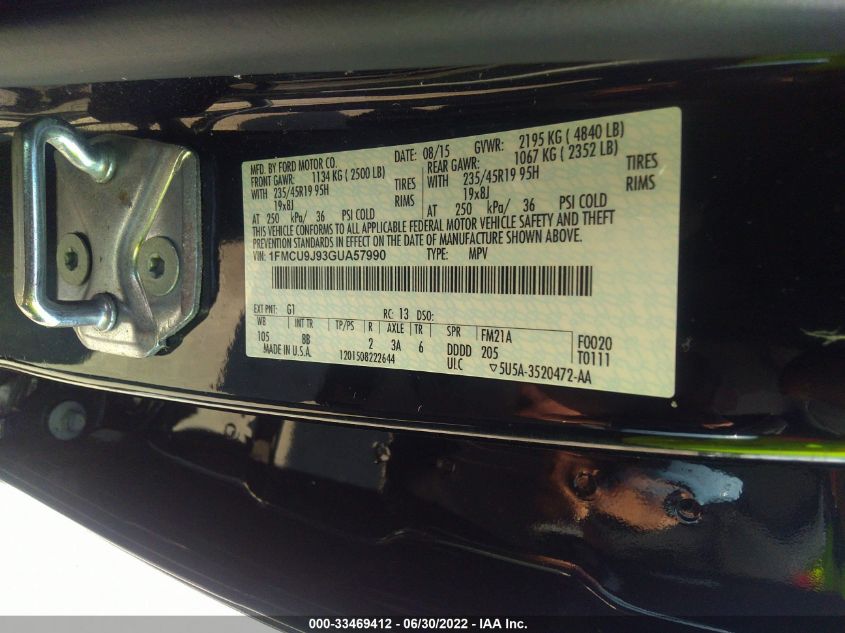 MFD. BY FORD MOTOR CO.
DATE: 08/15 GVWR: 2195 KG ( 4840 LB)
FRONT GAWR: 1134 KG ( 2500 LB)
REAR GAWR: 1067 KG ( 2352 LB)
WITH 235/45R19 95H TIRES
WITH 235/45R19 95H TIRES
19x8J RIMS
19x8J RIMS
AT 250 kPa/ 36 PSI COLD
AT 250 kPa/ 36 PSI COLD
THIS VEHICLE CONFORMS TO ALL APPLICABLE FEDERAL MOTOR VEHICLE SAFETY AND THEFT
PREVENTION STANDARDS IN EFFECT ON THE DATE OF MANUFACTURE SHOWN ABOVE.
VIN: 1FMCU9J93GUA57990 TYPE: MPV
EXT PNT: G1 RC: 13 DSO:
WB INT TR TP/PS R AXLE TR SPR FM21A F0020
105 BB 2 3A 6 DDDD 205 T0111
MADE IN U.S.A. 1201508222644 UI.C ▽5U5A-3520472-AA
000-33469412 - 06/30/2022 - IAA Inc.